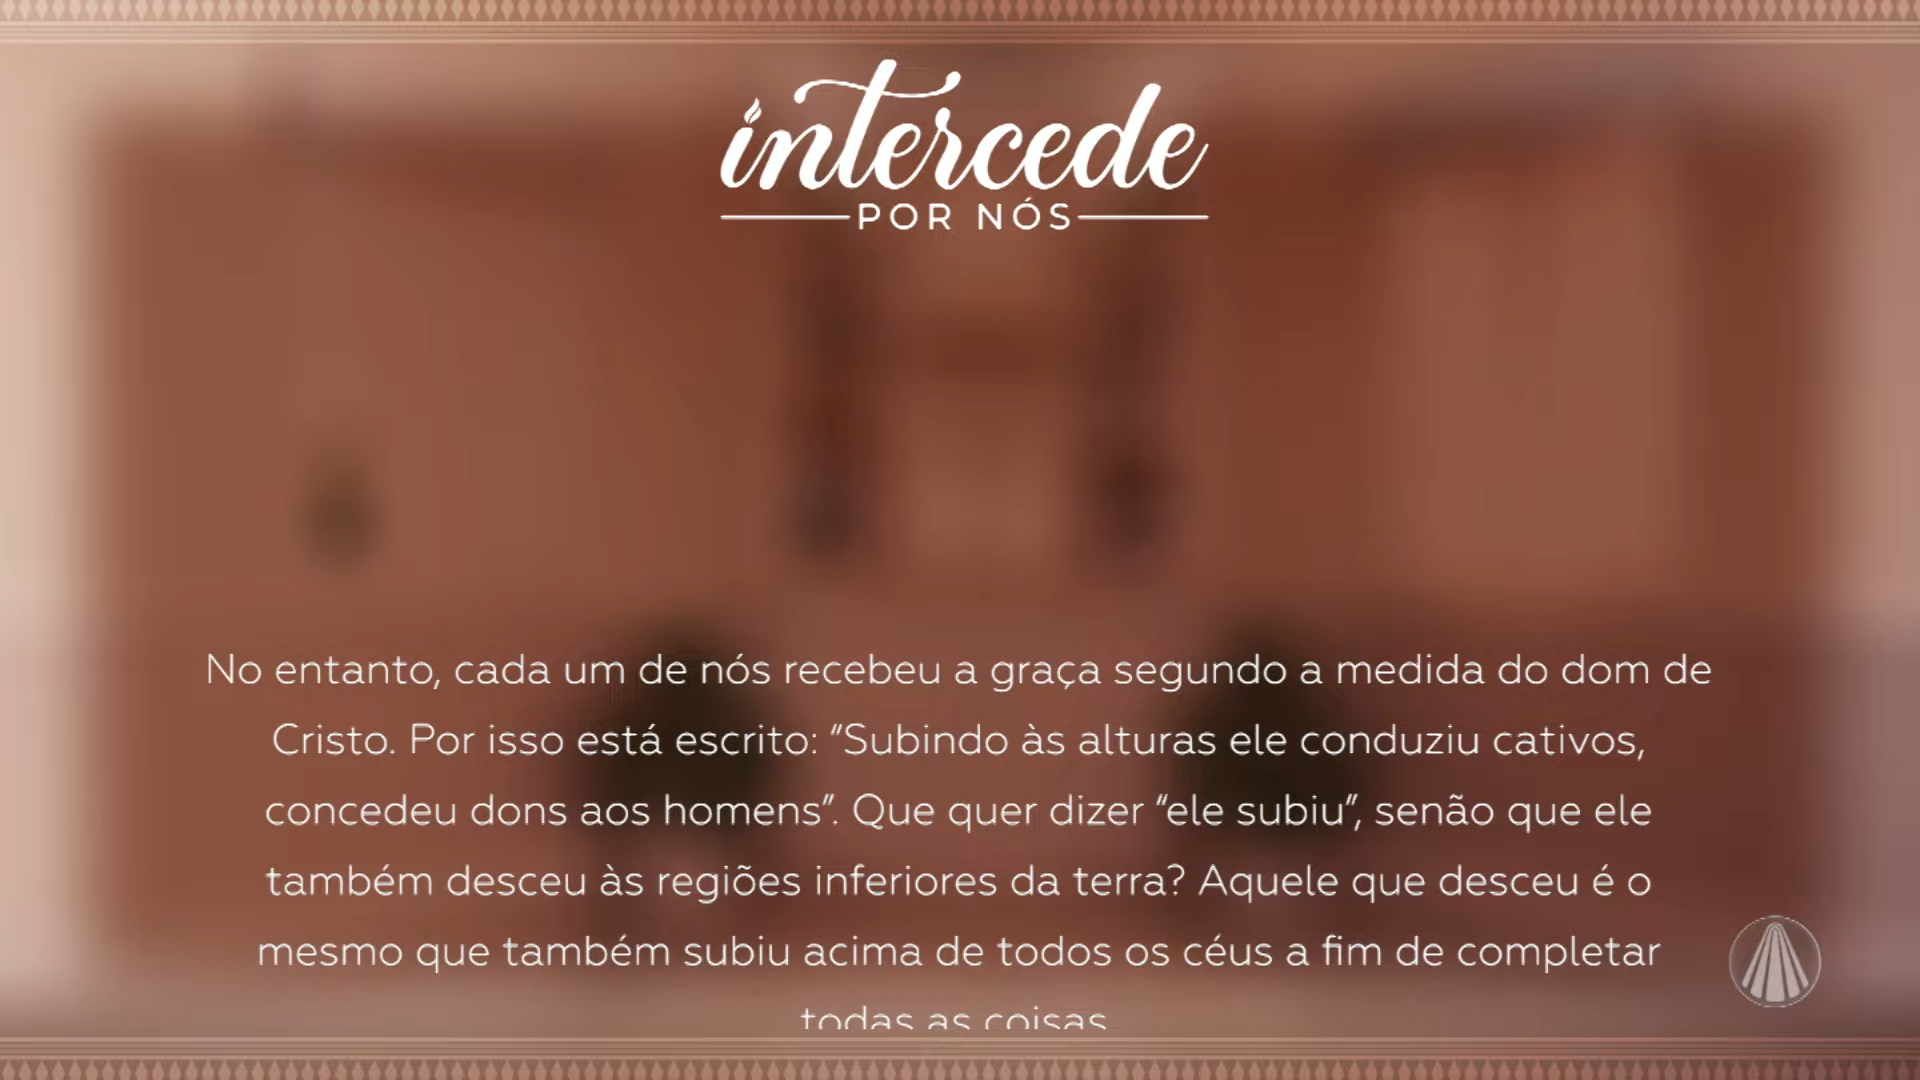 intercede
POR NÓS
No entanto, cada um de nós recebeu a graça segundo a medida do dom de
Cristo. Por isso está escrito: “Subindo às alturas ele conduziu cativos,
concedeu dons aos homens”. Que quer dizer “ele subiu”, senão que ele
também desceu às regiões inferiores da terra? Aquele que desceu é o
mesmo que também subiu acima de todos os céus a fim de completar
todas as coisas